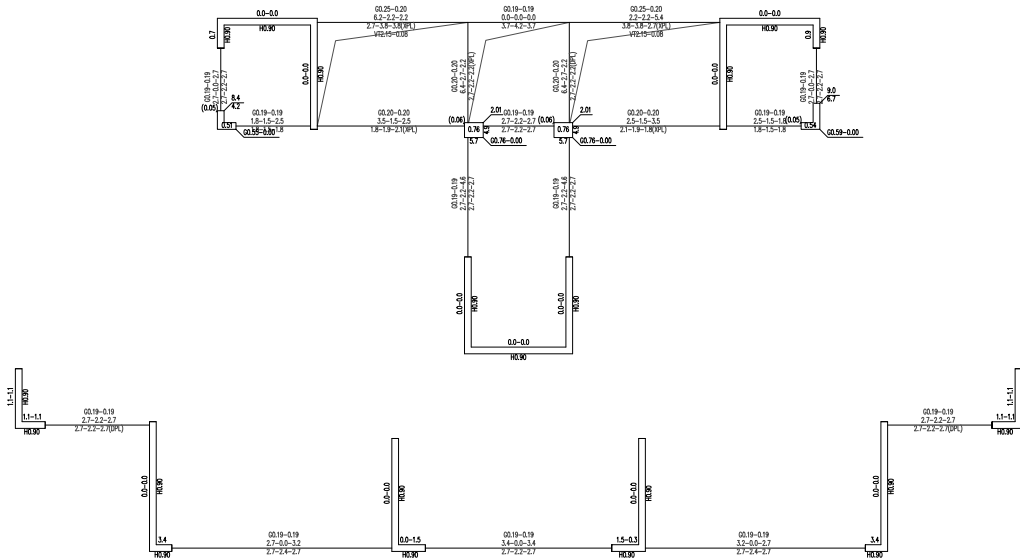 0.0-0.0
H0.90
0.7
H0.90
0.0-0.0
H0.90
G0.25-0.20
6.2-2.2-2.2
2.7-3.8-3.8(XPL)
VT2.15-0.08
G0.19-0.19
0.0-0.0-0.0
3.7-4.2-3.7
G0.25-0.20
2.2-2.2-5.4
3.8-3.8-2.7(XPL)
VT2.15-0.08
0.0-0.0
H0.90
0.9
H0.90
0.0-0.0
H0.90
G0.19-0.19
2.7-0.0-2.7
2.7-2.2-2.7
G0.20-0.20
6.4-2.7-2.2
2.7-2.2-2.2(DPL)
G0.20-0.20
6.4-2.7-2.2
2.7-2.2-2.2(DPL)
G0.19-0.19
2.7-0.0-2.7
2.7-2.2-2.7
(0.05)
8.4
4.2
0.51
G0.55-0.00
G0.19-0.19
1.8-1.5-2.5
G0.20-0.20
3.5-1.5-2.5
1.8-1.9-2.1(XPL)
(0.06)
0.76
2.01
4.9
5.7
G0.76-0.00
G0.19-0.19
2.7-2.2-2.7
2.7-2.2-2.7
(0.06)
0.76
2.01
4.9
5.7
G0.76-0.00
G0.20-0.20
2.5-1.5-3.5
2.1-1.9-1.8(XPL)
G0.19-0.19
2.5-1.5-1.8
1.8-1.5-1.8
(0.05)
0.54
9.0
6.7
G0.59-0.00
G0.19-0.19
2.7-2.2-4.6
2.7-2.2-2.7
G0.19-0.19
2.7-2.2-4.6
2.7-2.2-2.7
0.0-0.0
H0.90
0.0-0.0
H0.90
0.0-0.0
H0.90
1.1-1.1
H0.90
1.1-1.1
H0.90
G0.19-0.19
2.7-2.2-2.7
2.7-2.2-2.7(DPL)
G0.19-0.19
2.7-2.2-2.7
2.7-2.2-2.7(DPL)
1.1-1.1
H0.90
1.1-1.1
0.0-0.0
H0.90
0.0-0.0
H0.90
0.0-0.0
H0.90
0.0-0.0
H0.90
3.4
H0.90
G0.19-0.19
2.7-0.0-3.2
2.7-2.4-2.7
0.0-1.5
H0.90
G0.19-0.19
3.4-0.0-3.4
2.7-2.2-2.7
1.5-0.3
H0.90
G0.19-0.19
3.2-0.0-2.7
2.7-2.4-2.7
3.4
H0.90